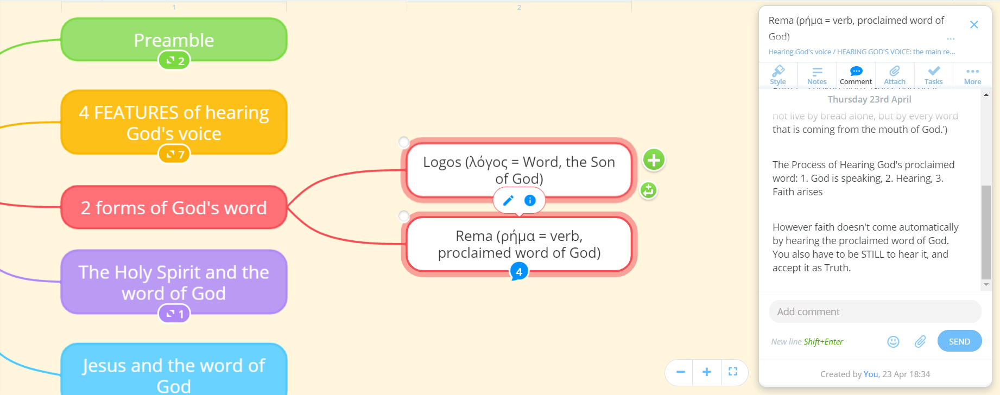 1
2
Preamble
2
4 FEATURES of hearing
God's voice
7
2 forms of God's word
The Holy Spirit and the
word of God
1
Jesus and the word of
God
Logos (λόγος = Word, the Son
of God)
Rema (ρήμα = verb,
proclaimed word of God)
4
Rema (ρήμα = verb, proclaimed word of
God)
...
Hearing God's voice / HEARING GOD'S VOICE: the main re...
Style
Notes
Comment
Attach
Tasks
More
Thursday 23rd April
not live by bread alone, but by every word
that is coming from the mouth of God.’)
The Process of Hearing God's proclaimed
word: 1. God is speaking, 2. Hearing, 3.
Faith arises
However faith doesn't come automatically
by hearing the proclaimed word of God.
You also have to be STILL to hear it, and
accept it as Truth.
Add comment
New line Shift+Enter
SEND
Created by You, 23 Apr 18:34